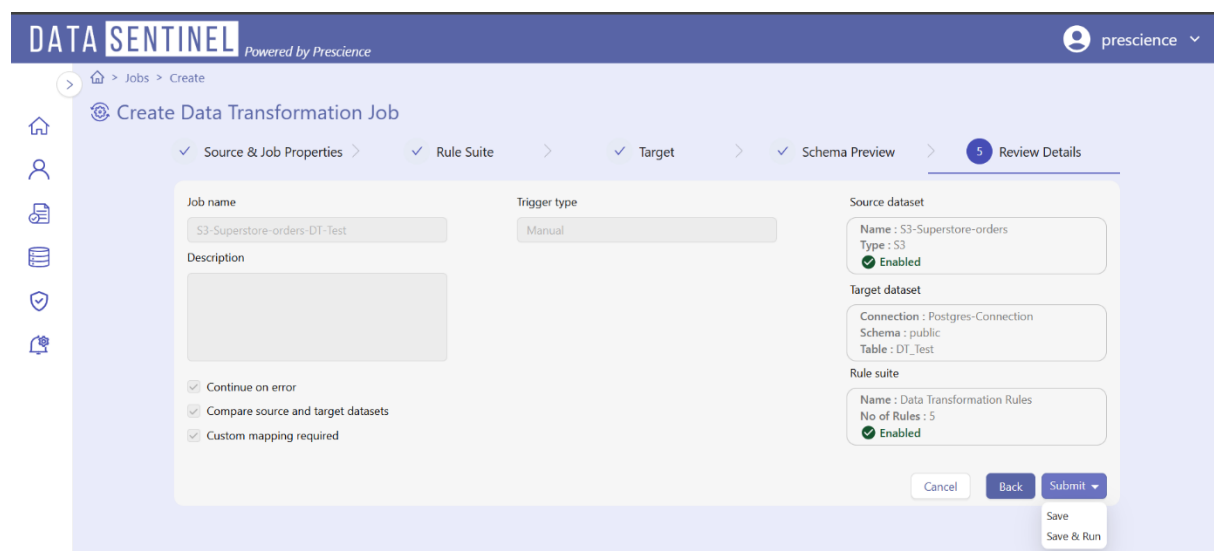 DATA SENTINEL Powered by Prescience
prescience
> Jobs > Create
Create Data Transformation Job
Source & Job Properties
Rule Suite
Target
Schema Preview
5 Review Details
Job name
S3-Superstore-orders-DT-Test
Description
Continue on error
Compare source and target datasets
Custom mapping required
Trigger type
Manual
Source dataset
Name : S3-Superstore-orders
Type : S3
Enabled
Target dataset
Connection : Postgres-Connection
Schema : public
Table : DT_Test
Rule suite
Name : Data Transformation Rules
No of Rules : 5
Enabled
Cancel
Back
Submit
Save
Save & Run